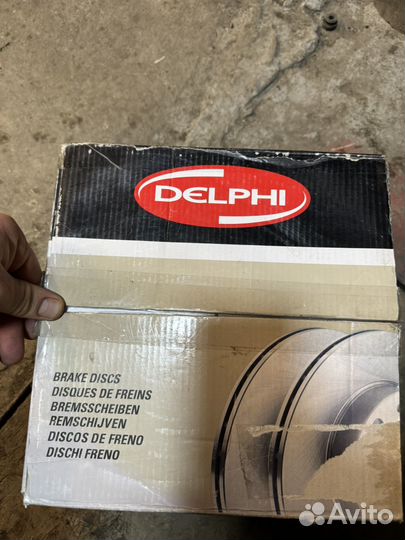 DELPHI
BRAKE DISCS
DISQUES DE FREINS
BREMSSCHEIBEN
REMSCHIJVEN
DISCOS DE FRENO
DISCHI FRENO
Avito